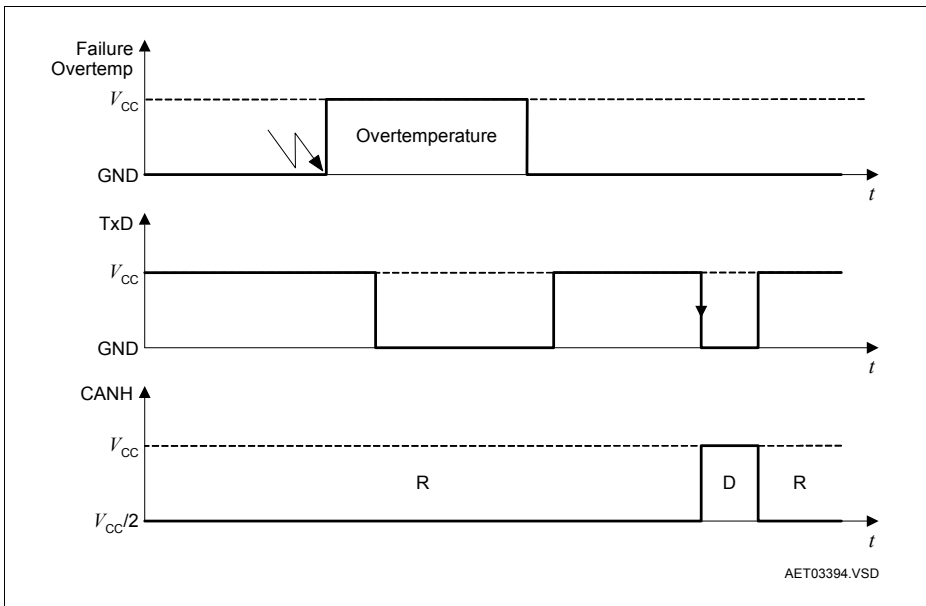 Failure
Overtemp
VCC
Overtemperature
GND
t
TxD
VCC
GND
t
CANH
VCC
R
D
R
VCC/2
t
AET03394.VSD